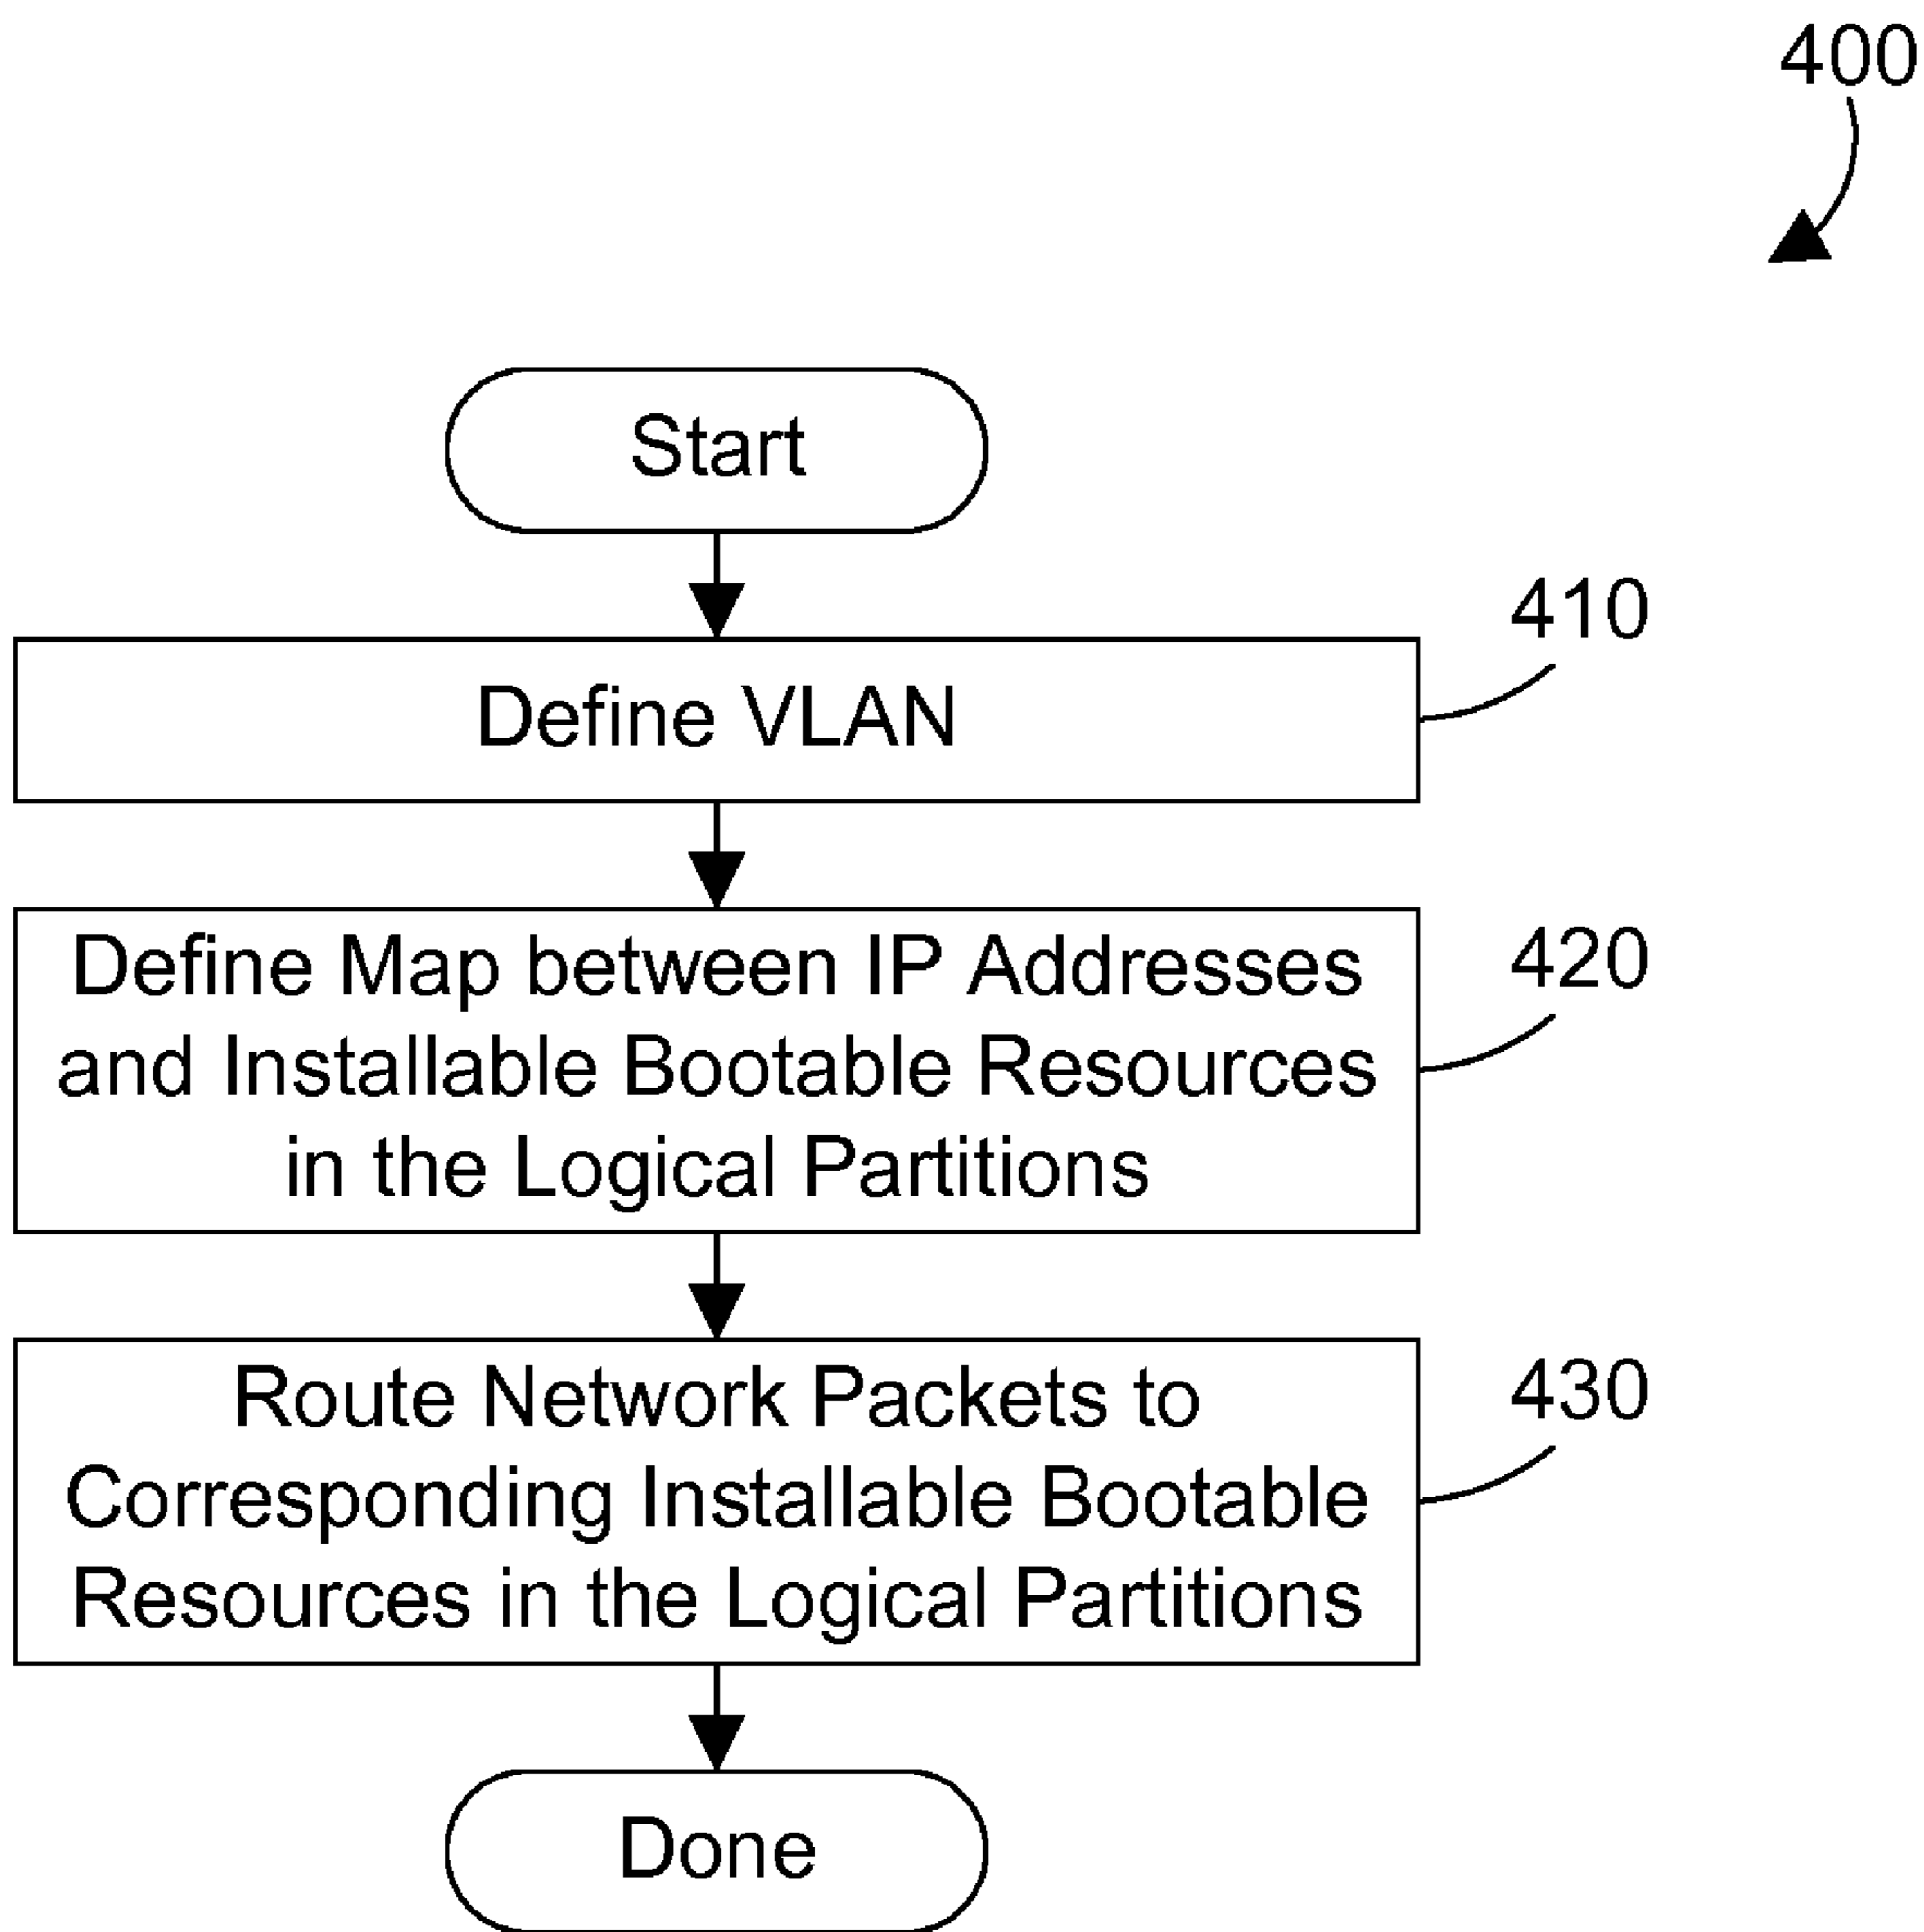 400
Start
410
Define VLAN
420
Define Map between IP Addresses
and Installable Bootable Resources
in the Logical Partitions
430
Route Network Packets to
Corresponding Installable Bootable
Resources in the Logical Partitions
Done